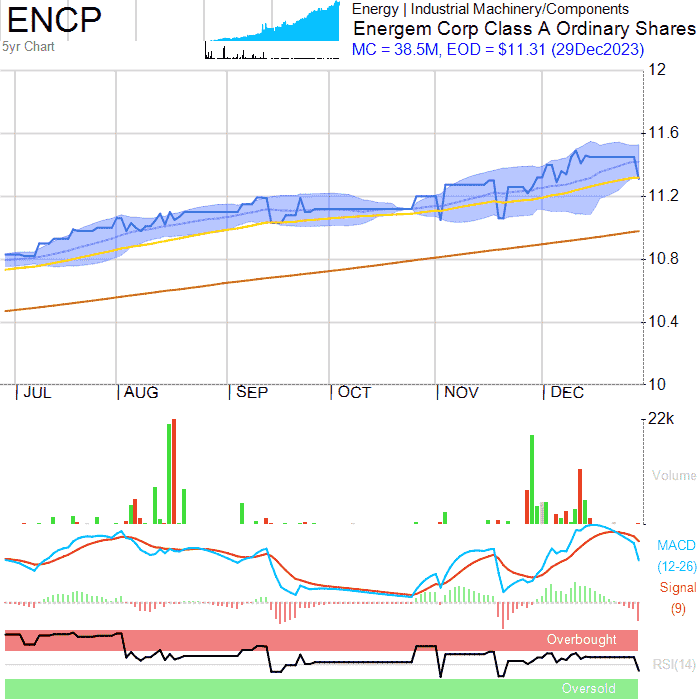 ENCP
5yr Chart
Energy | Industrial Machinery/Components
Energem Corp Class A Ordinary Shares
MC = 38.5M, EOD = $11.31 (29Dec2023)
12
11.6
11.2
10.8
10.4
10
JUL
AUG
SEP
OCT
NOV
DEC
22k
Volume
MACD
(12-26)
Signal
(9)
Overbought
RSI(14)
Oversold